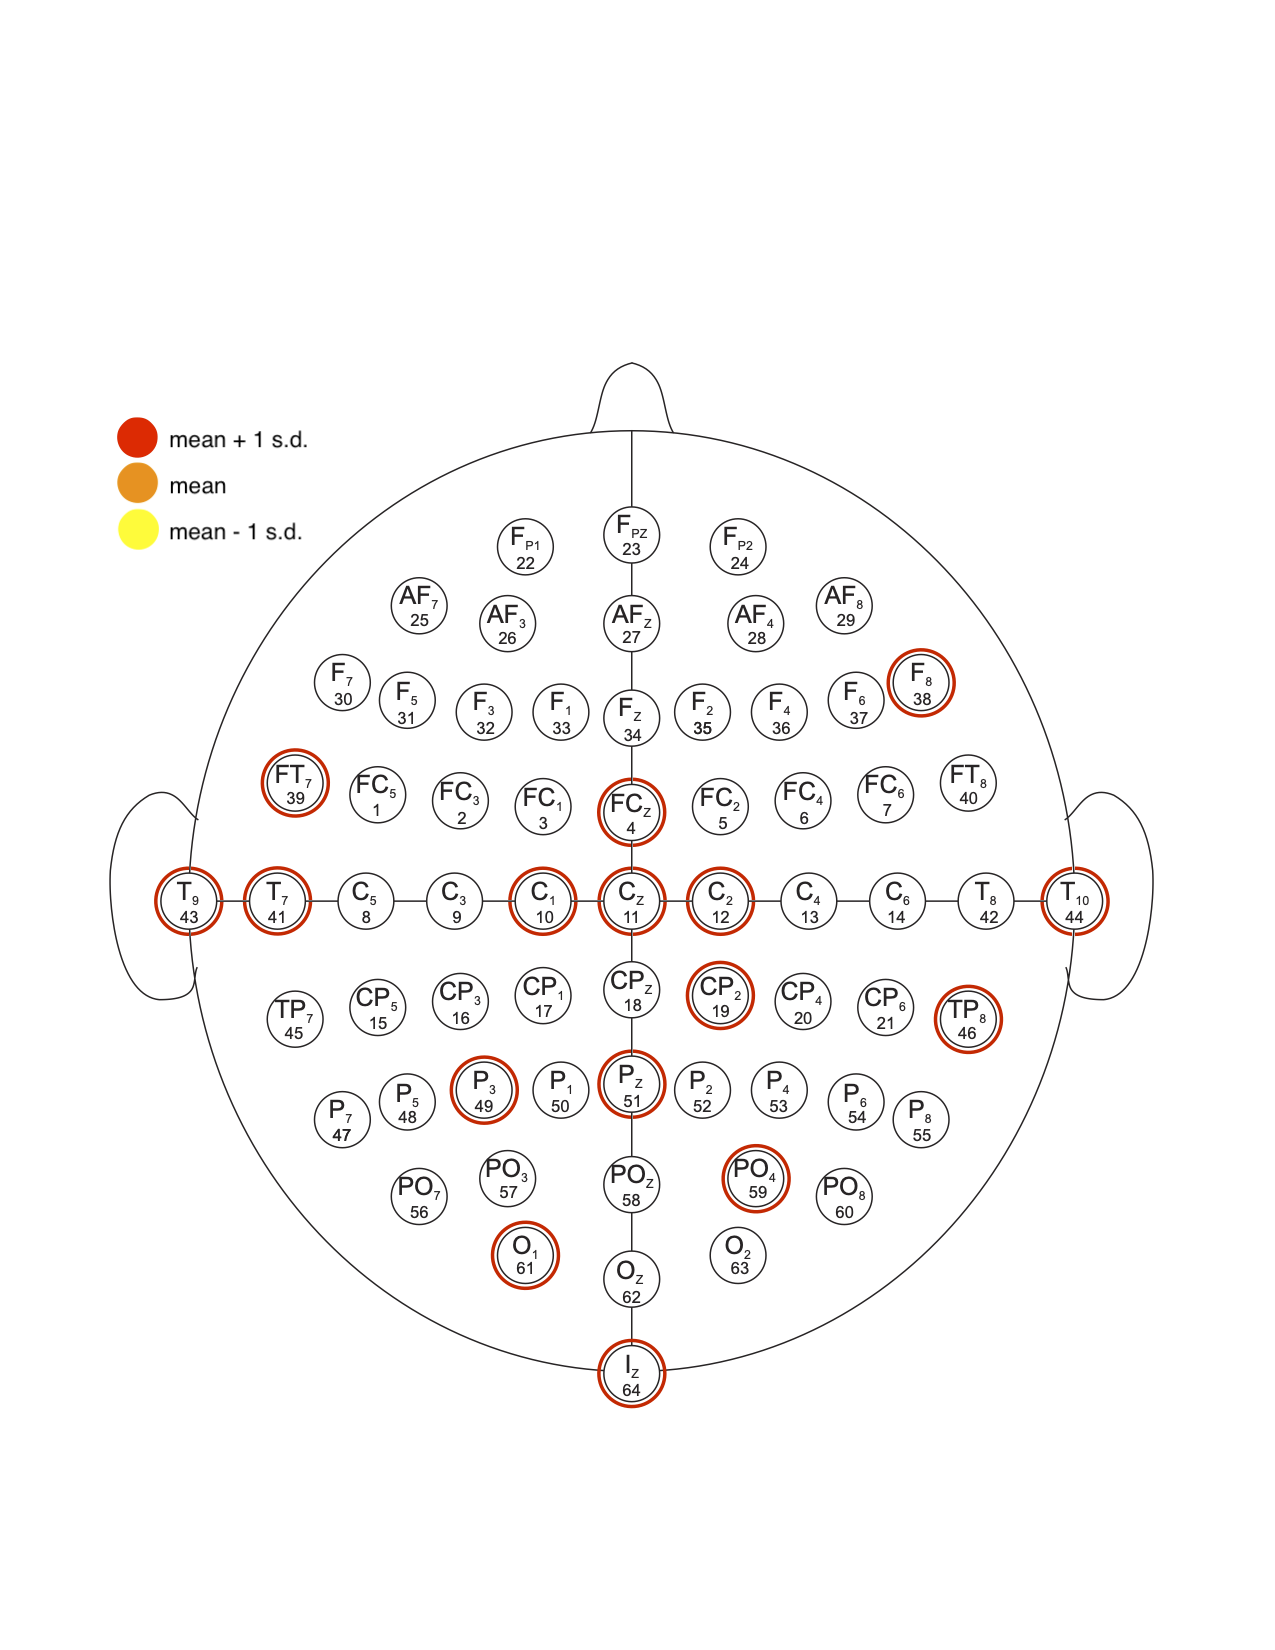 mean + 1 s.d.
mean
mean - 1 s.d.
FP1 22
FPZ 23
FP2 24
AF7 25
AF3 26
AFZ 27
AF4 28
AF8 29
F7 30
F5 31
F3 32
F1 33
FZ 34
F2 35
F4 36
F6 37
F8 38
FT7 39
FC5 1
FC3 2
FC1 3
FCZ 4
FC2 5
FC4 6
FC6 7
FT8 40
T9 43
T7 41
C5 8
C3 9
C1 10
CZ 11
C2 12
C4 13
C6 14
T8 42
T10 44
TP7 45
CP5 15
CP3 16
CP1 17
CPZ 18
CP2 19
CP4 20
CP6 21
TP8 46
P7 47
P5 48
P3 49
P1 50
PZ 51
P2 52
P4 53
P6 54
P8 55
PO7 56
PO3 57
POZ 58
PO4 59
PO8 60
O1 61
OZ 62
O2 63
IZ 64